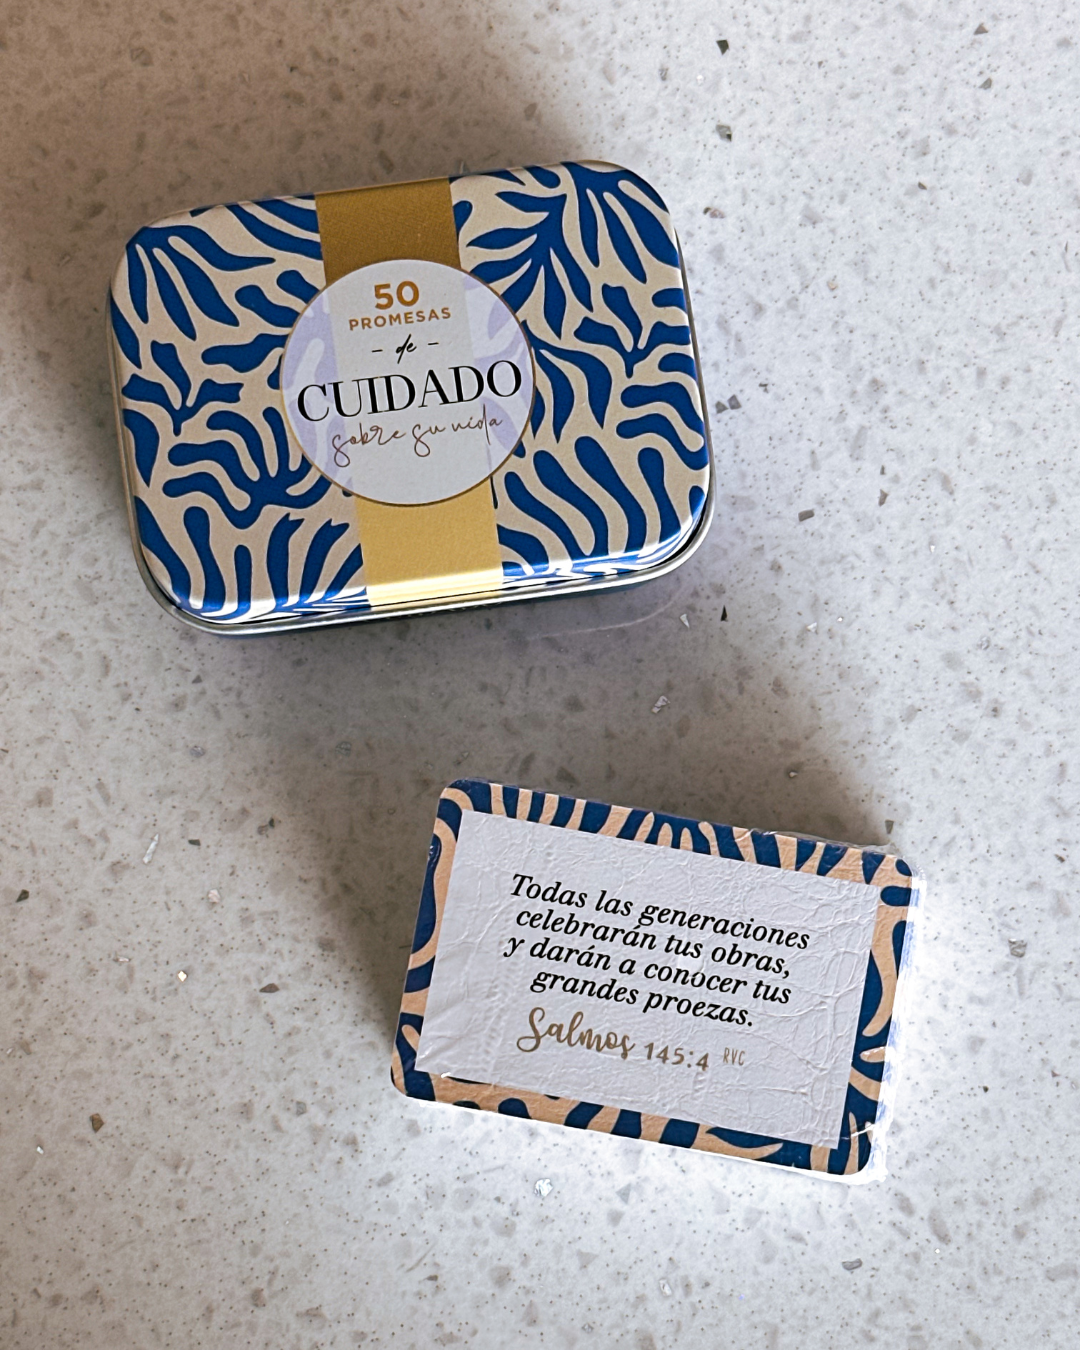 50
PROMESAS
- de -
CUIDADO
sobre su vida
Todas las generaciones
celebrarán tus obras,
y darán a conocer tus
grandes proezas.
Salmos 145:4 RVC